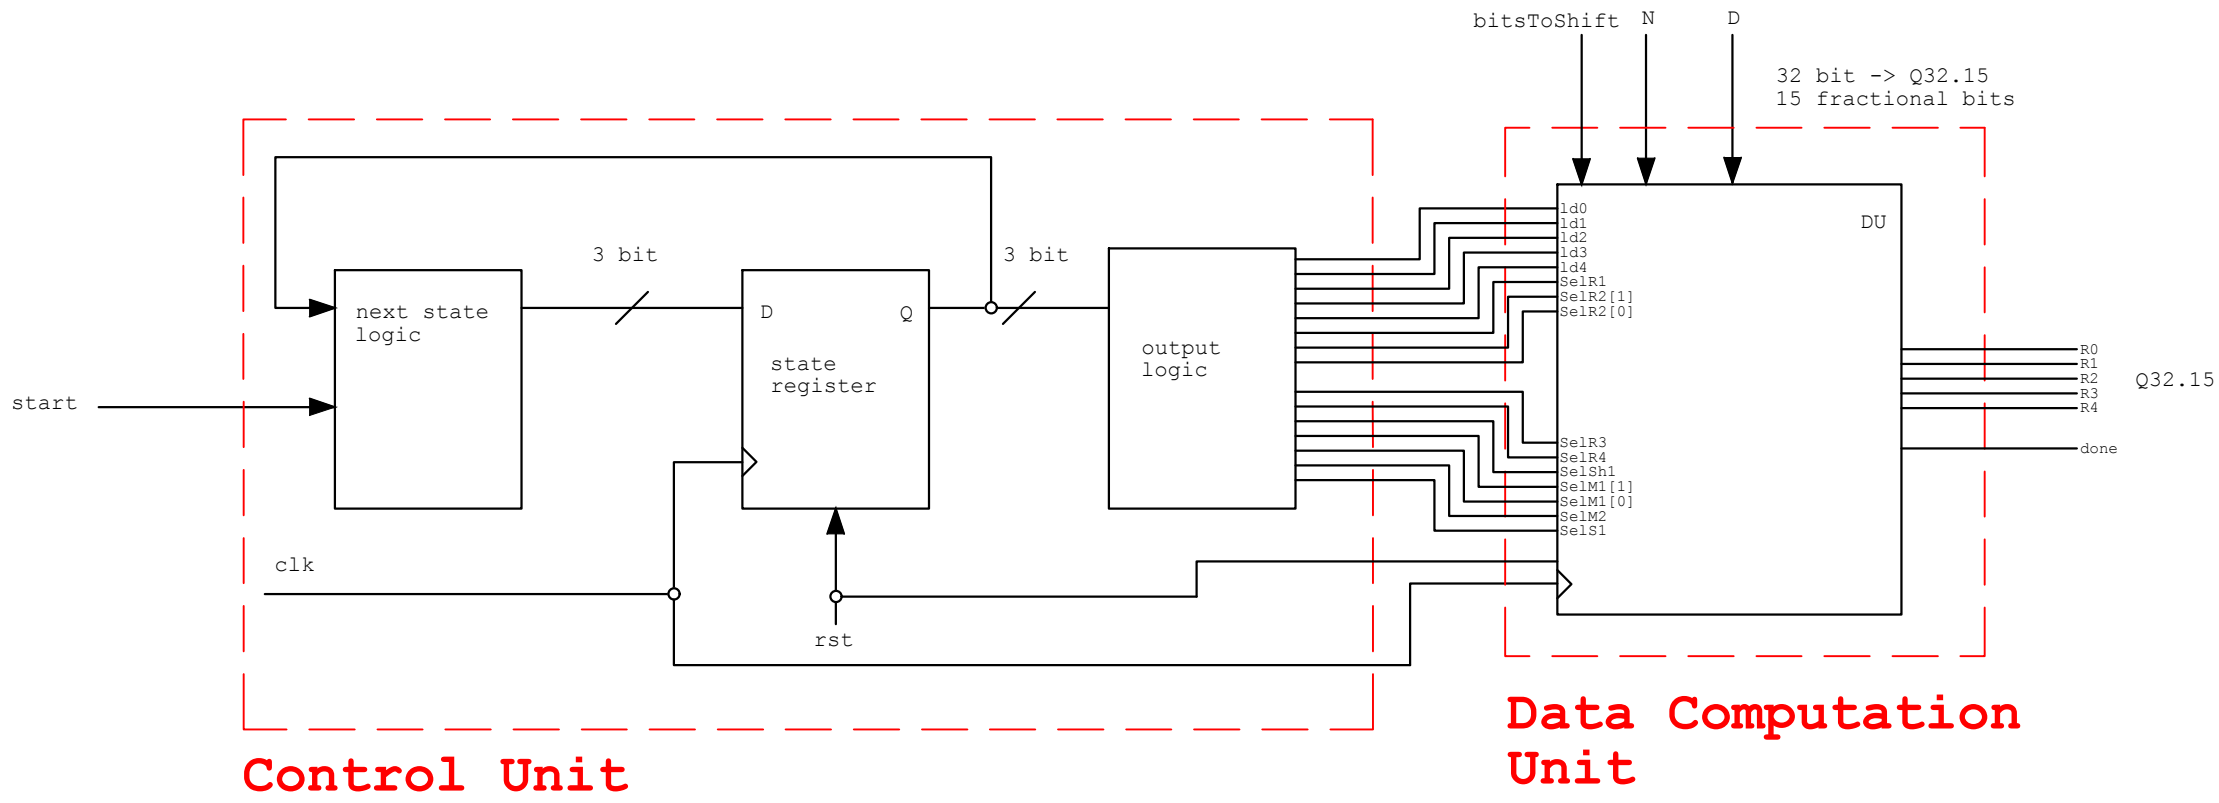 bitsToShift N D
32 bit -> Q32.15
15 fractional bits
ld0
ld1
ld2
ld3
ld4
SelR1
SelR2[1]
SelR2[0]
DU
3 bit
3 bit
next state
logic
D
Q
state
register
output
logic
start
R0
R1
R2
R3
R4
Q32.15
done
SelR3
SelR4
SelSh1
SelM1[1]
SelM1[0]
SelM2
SelS1
clk
rst
Data Computation
Unit
Control Unit